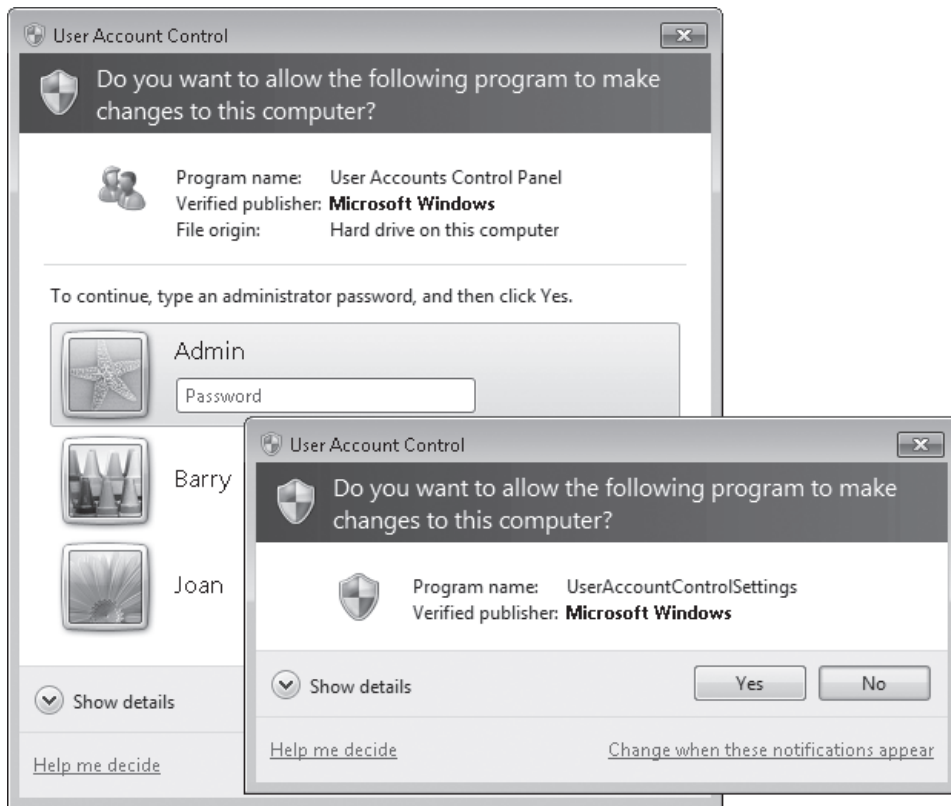 User Account Control
Do you want to allow the following program to make
changes to this computer?
Program name: User Accounts Control Panel
Verified publisher: Microsoft Windows
File origin: Hard drive on this computer
To continue, type an administrator password, and then click Yes.
Admin
Password
Barry
Joan
Show details
Help me decide
User Account Control
Do you want to allow the following program to make
changes to this computer?
Program name: UserAccountControlSettings
Verified publisher: Microsoft Windows
Show details
Yes
No
Help me decide
Change when these notifications appear